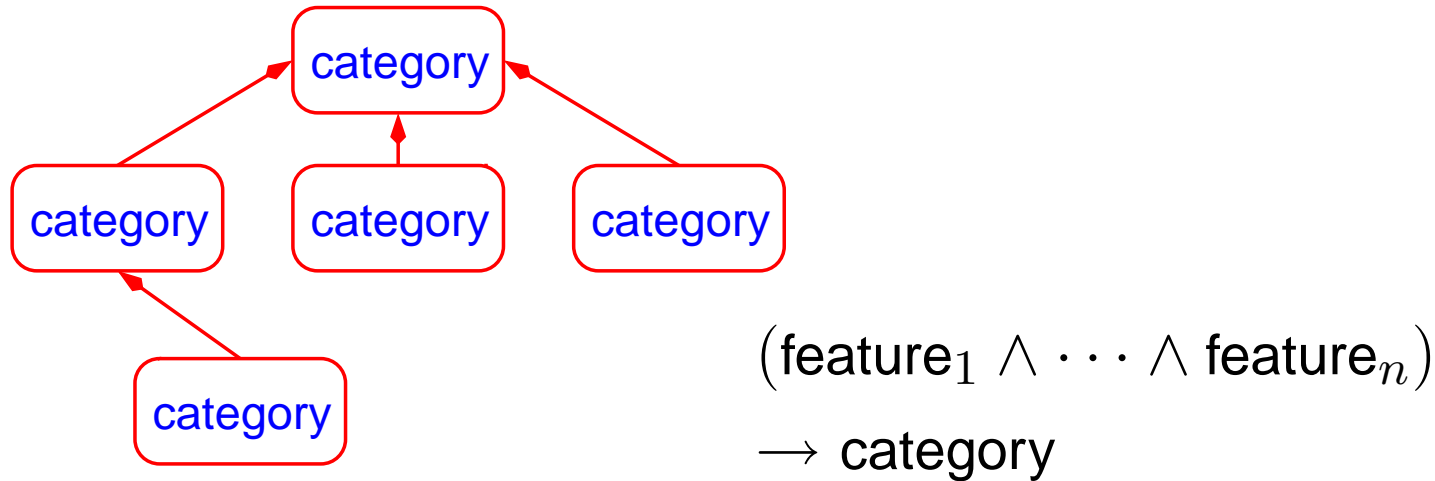 category
category category category
category
(feature₁ ∧ · · · ∧ featureₙ)
→ category